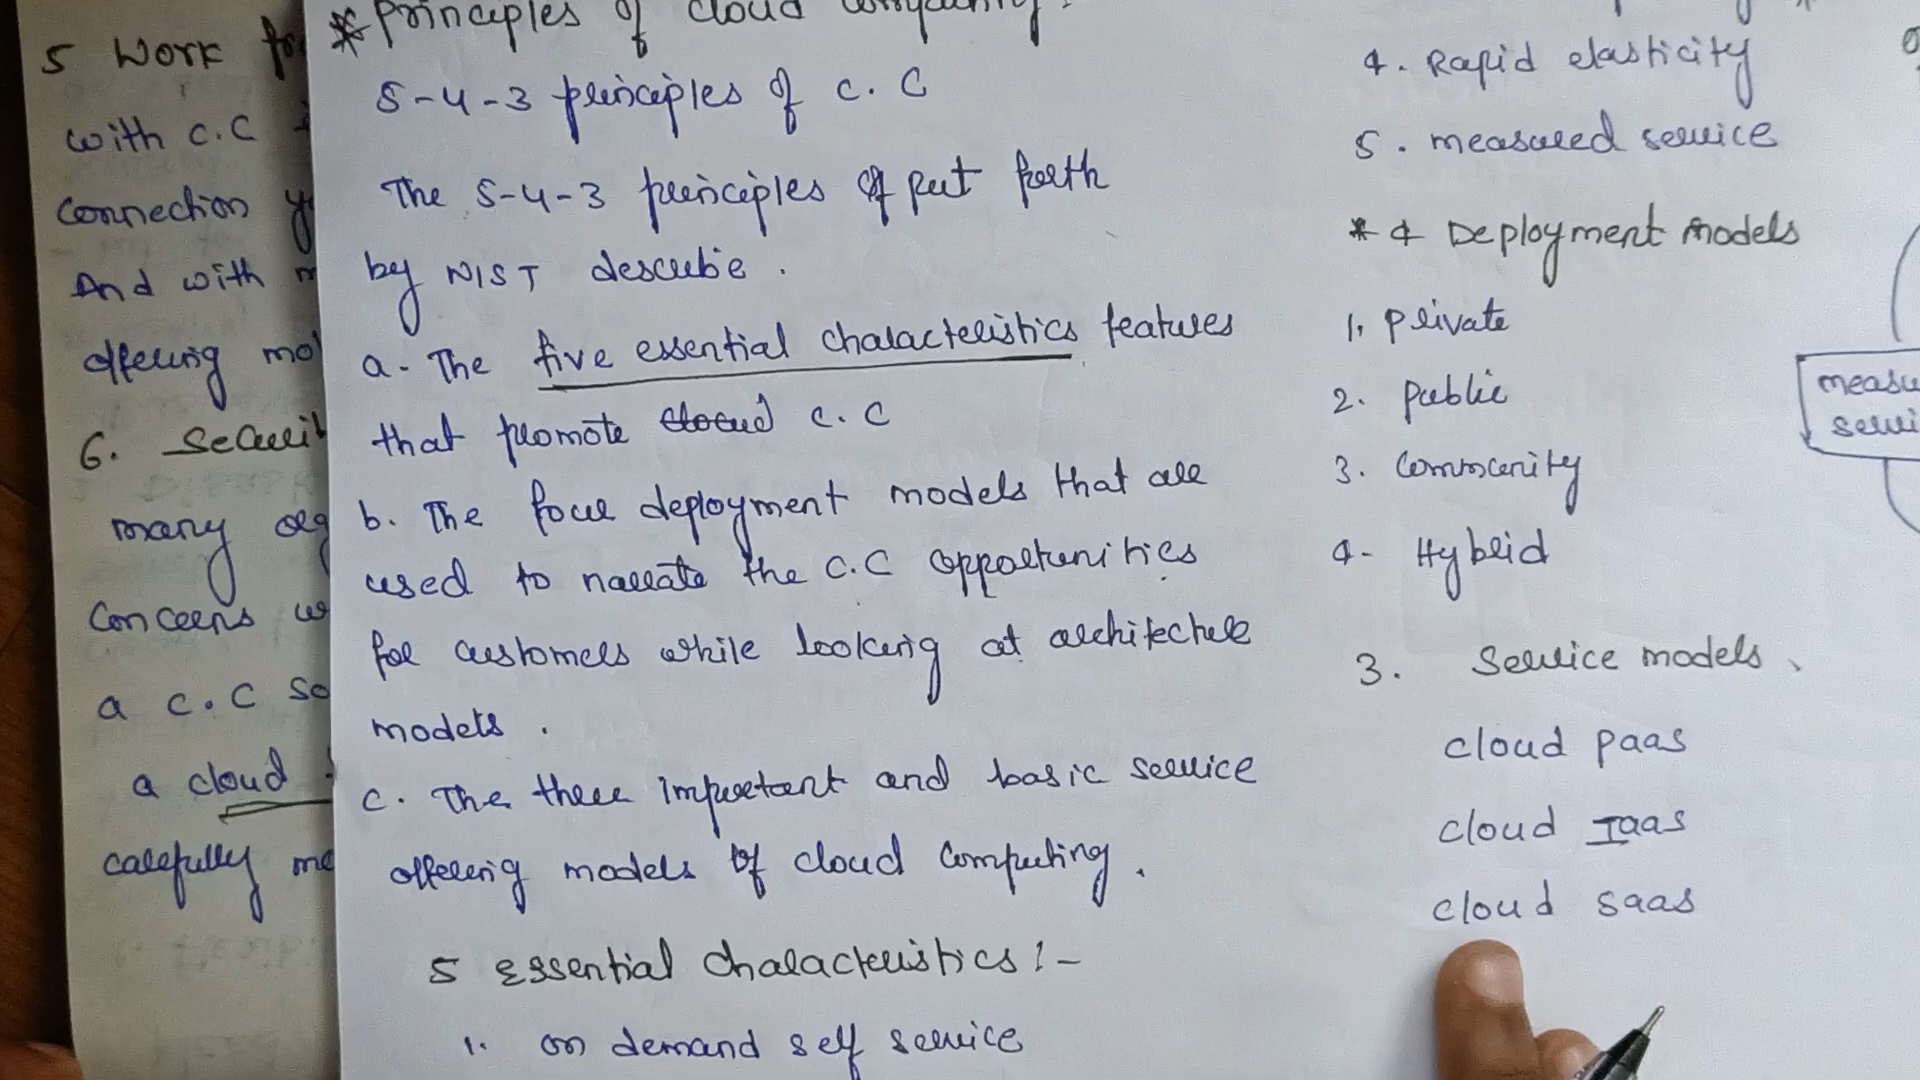 5 Work
with c.c
connection
And with
offering
6.
many
concerns
a c.c
a cloud
carefully
* Principles of cloud computing:
5-4-3 principles of c.c
The 5-4-3 principles of put forth
by NIST describe.
a. The five essential characteristics features
that promote cloud c.c
b. The four deployment models that are
used to narrate the c.c opportunities
for customers while looking at architecture
models.
c. The three important and basic service
offering models of cloud computing.
5 Essential characteristics:-
1. on demand self service
4. Rapid elasticity
5. measured service
* 4 Deployment Models
1. private
2. public
3. community
4- Hybrid
3. Service models.
cloud paas
cloud Iaas
cloud saas